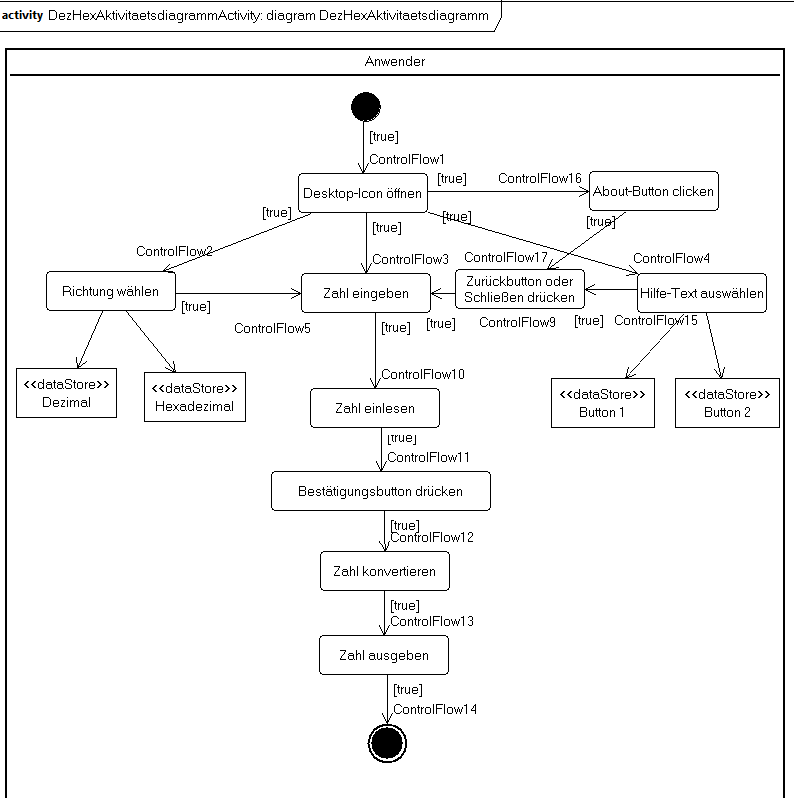 activity DezHexAktivitaetsdiagrammActivity: diagram DezHexAktivitaetsdiagramm
Anwender
[true]
ControlFlow1
Desktop-Icon öffnen
[true]
ControlFlow16
About-Button clicken
[true]
[true]
[true]
[true]
ControlFlow2
ControlFlow3
ControlFlow17
ControlFlow4
Richtung wählen
Zahl eingeben
Zurückbutton oder
Schließen drücken
Hilfe-Text auswählen
[true]
ControlFlow5
[true]
[true]
ControlFlow9
[true]
ControlFlow15
ControlFlow10
<<dataStore>>
Dezimal
<<dataStore>>
Hexadezimal
<<dataStore>>
Button 1
<<dataStore>>
Button 2
Zahl einlesen
[true]
ControlFlow11
Bestätigungsbutton drücken
[true]
ControlFlow12
Zahl konvertieren
[true]
ControlFlow13
Zahl ausgeben
[true]
ControlFlow14